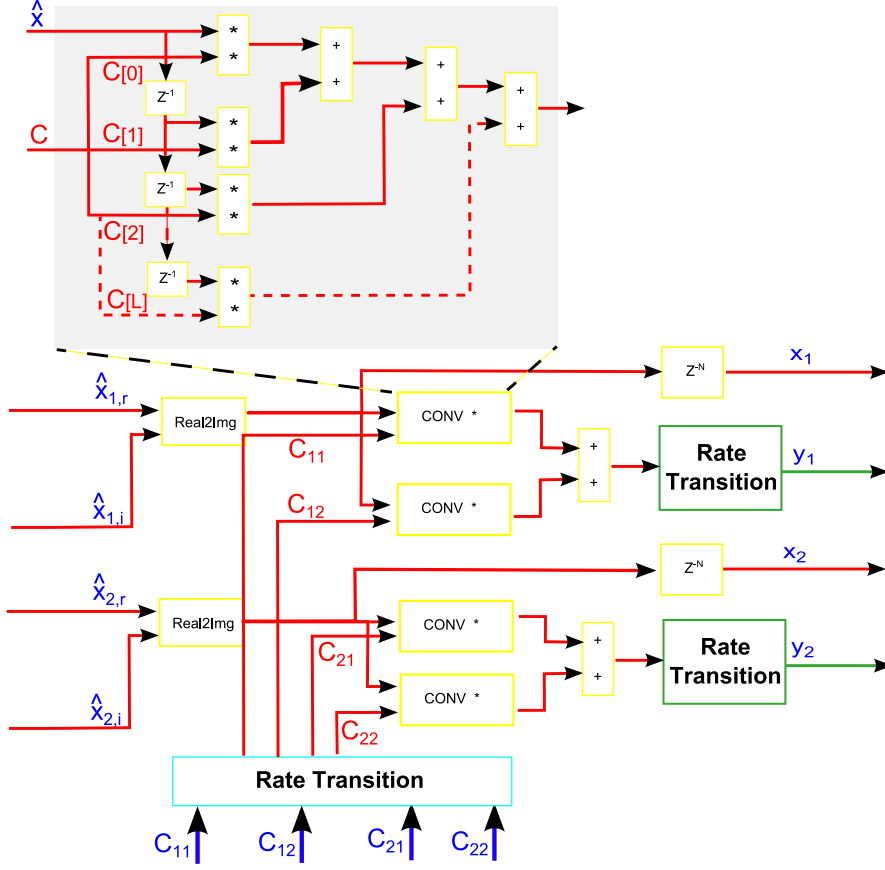 x̂
*
*
+
+
C[0]
+
+
Z⁻¹
+
+
C
C[1]
*
*
Z⁻¹
*
*
C[2]
C[L]
Z⁻¹
*
*
x₁
Z⁻ᴺ
x̂₁,r
Real2Img
CONV *
C₁₁
+
+
Rate
Transition
y₁
x̂₁,i
C₁₂
CONV *
x₂
Z⁻ᴺ
x̂₂,r
Real2Img
CONV *
C₂₁
+
+
Rate
Transition
y₂
x̂₂,i
CONV *
C₂₂
Rate Transition
C₁₁ C₁₂ C₂₁ C₂₂